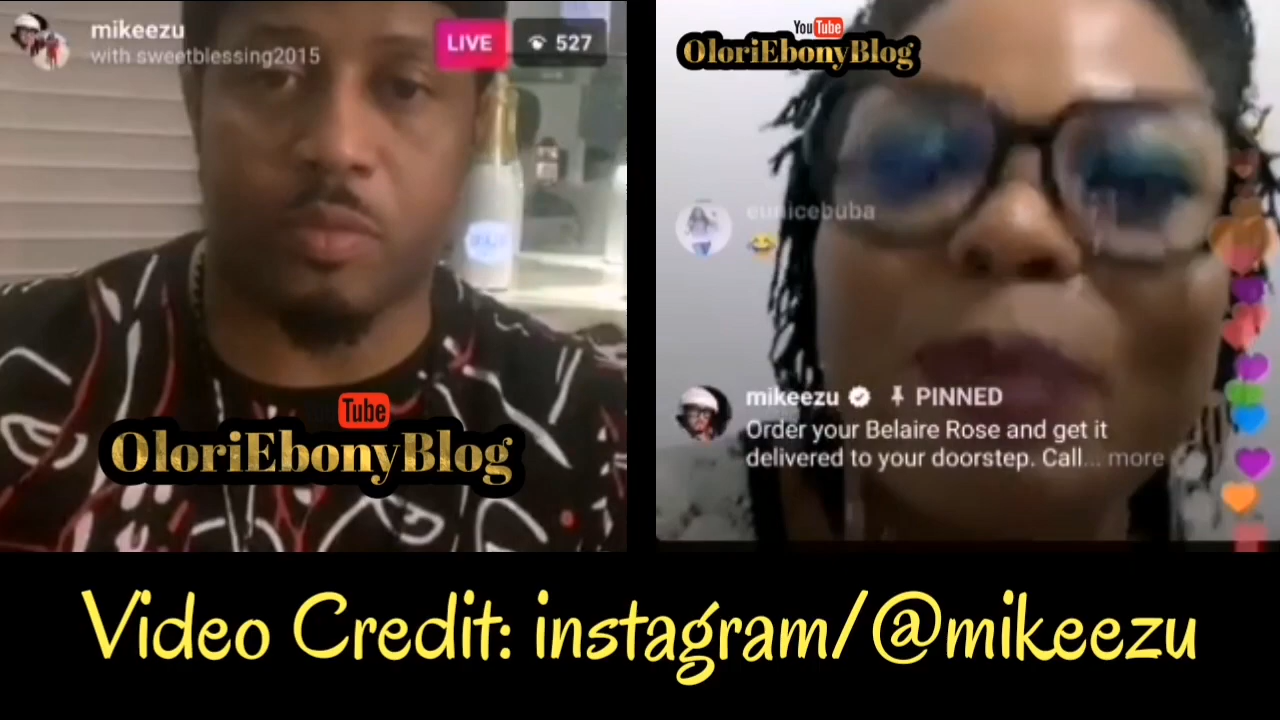 mikeezu
with sweetblessing2015
LIVE
527
YouTube
OloriEbonyBlog
YouTube
OloriEbonyBlog
eunicebuba
mikeezu PINNED
Order your Belaire Rose and get it
delivered to your doorstep. Call... more
Video Credit: instagram/@mikeezu